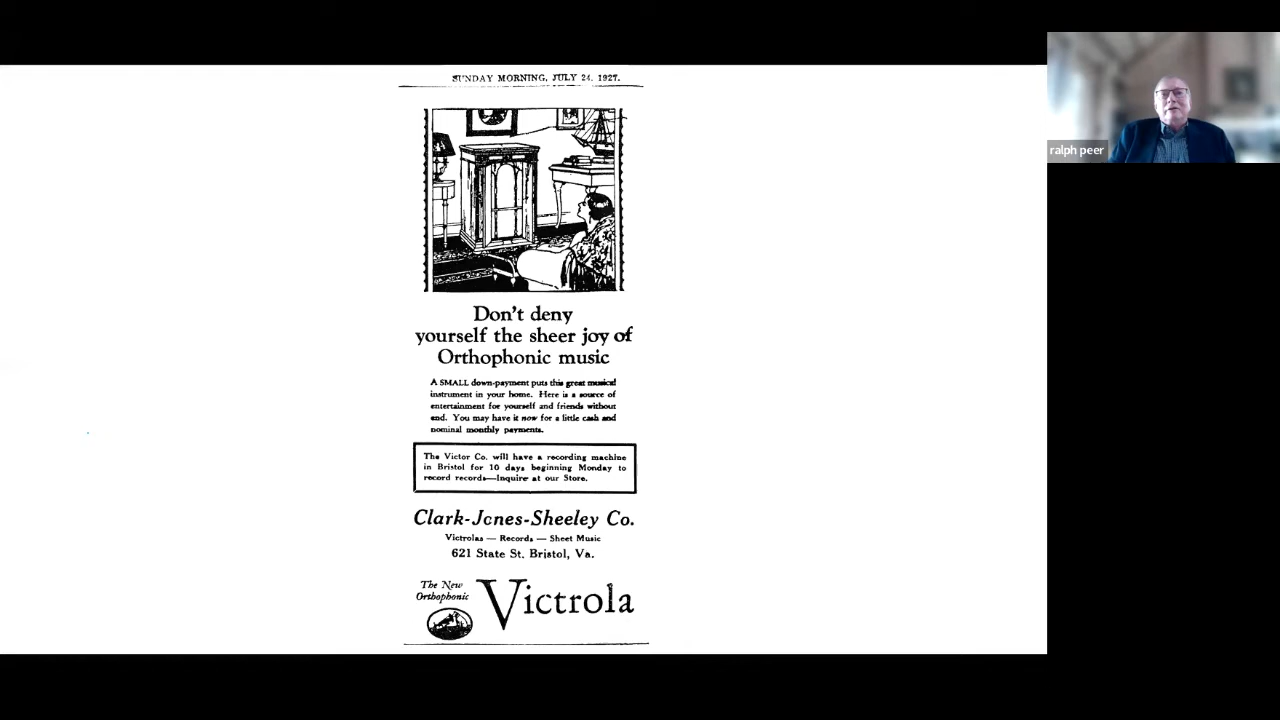 SUNDAY MORNING, JULY 24, 1927.
Don't deny
yourself the sheer joy of
Orthophonic music
A SMALL down-payment puts this great musical
instrument in your home. Here is a source of
entertainment for yourself and friends without
end. You may have it now for a little cash and
nominal monthly payments.
The Victor Co. will have a recording machine
in Bristol for 10 days beginning Monday to
record records—Inquire at our Store.
Clark-Jones-Sheeley Co.
Victrolas — Records — Sheet Music
621 State St. Bristol, Va.
The New
Orthophonic
Victrola
ralph peer